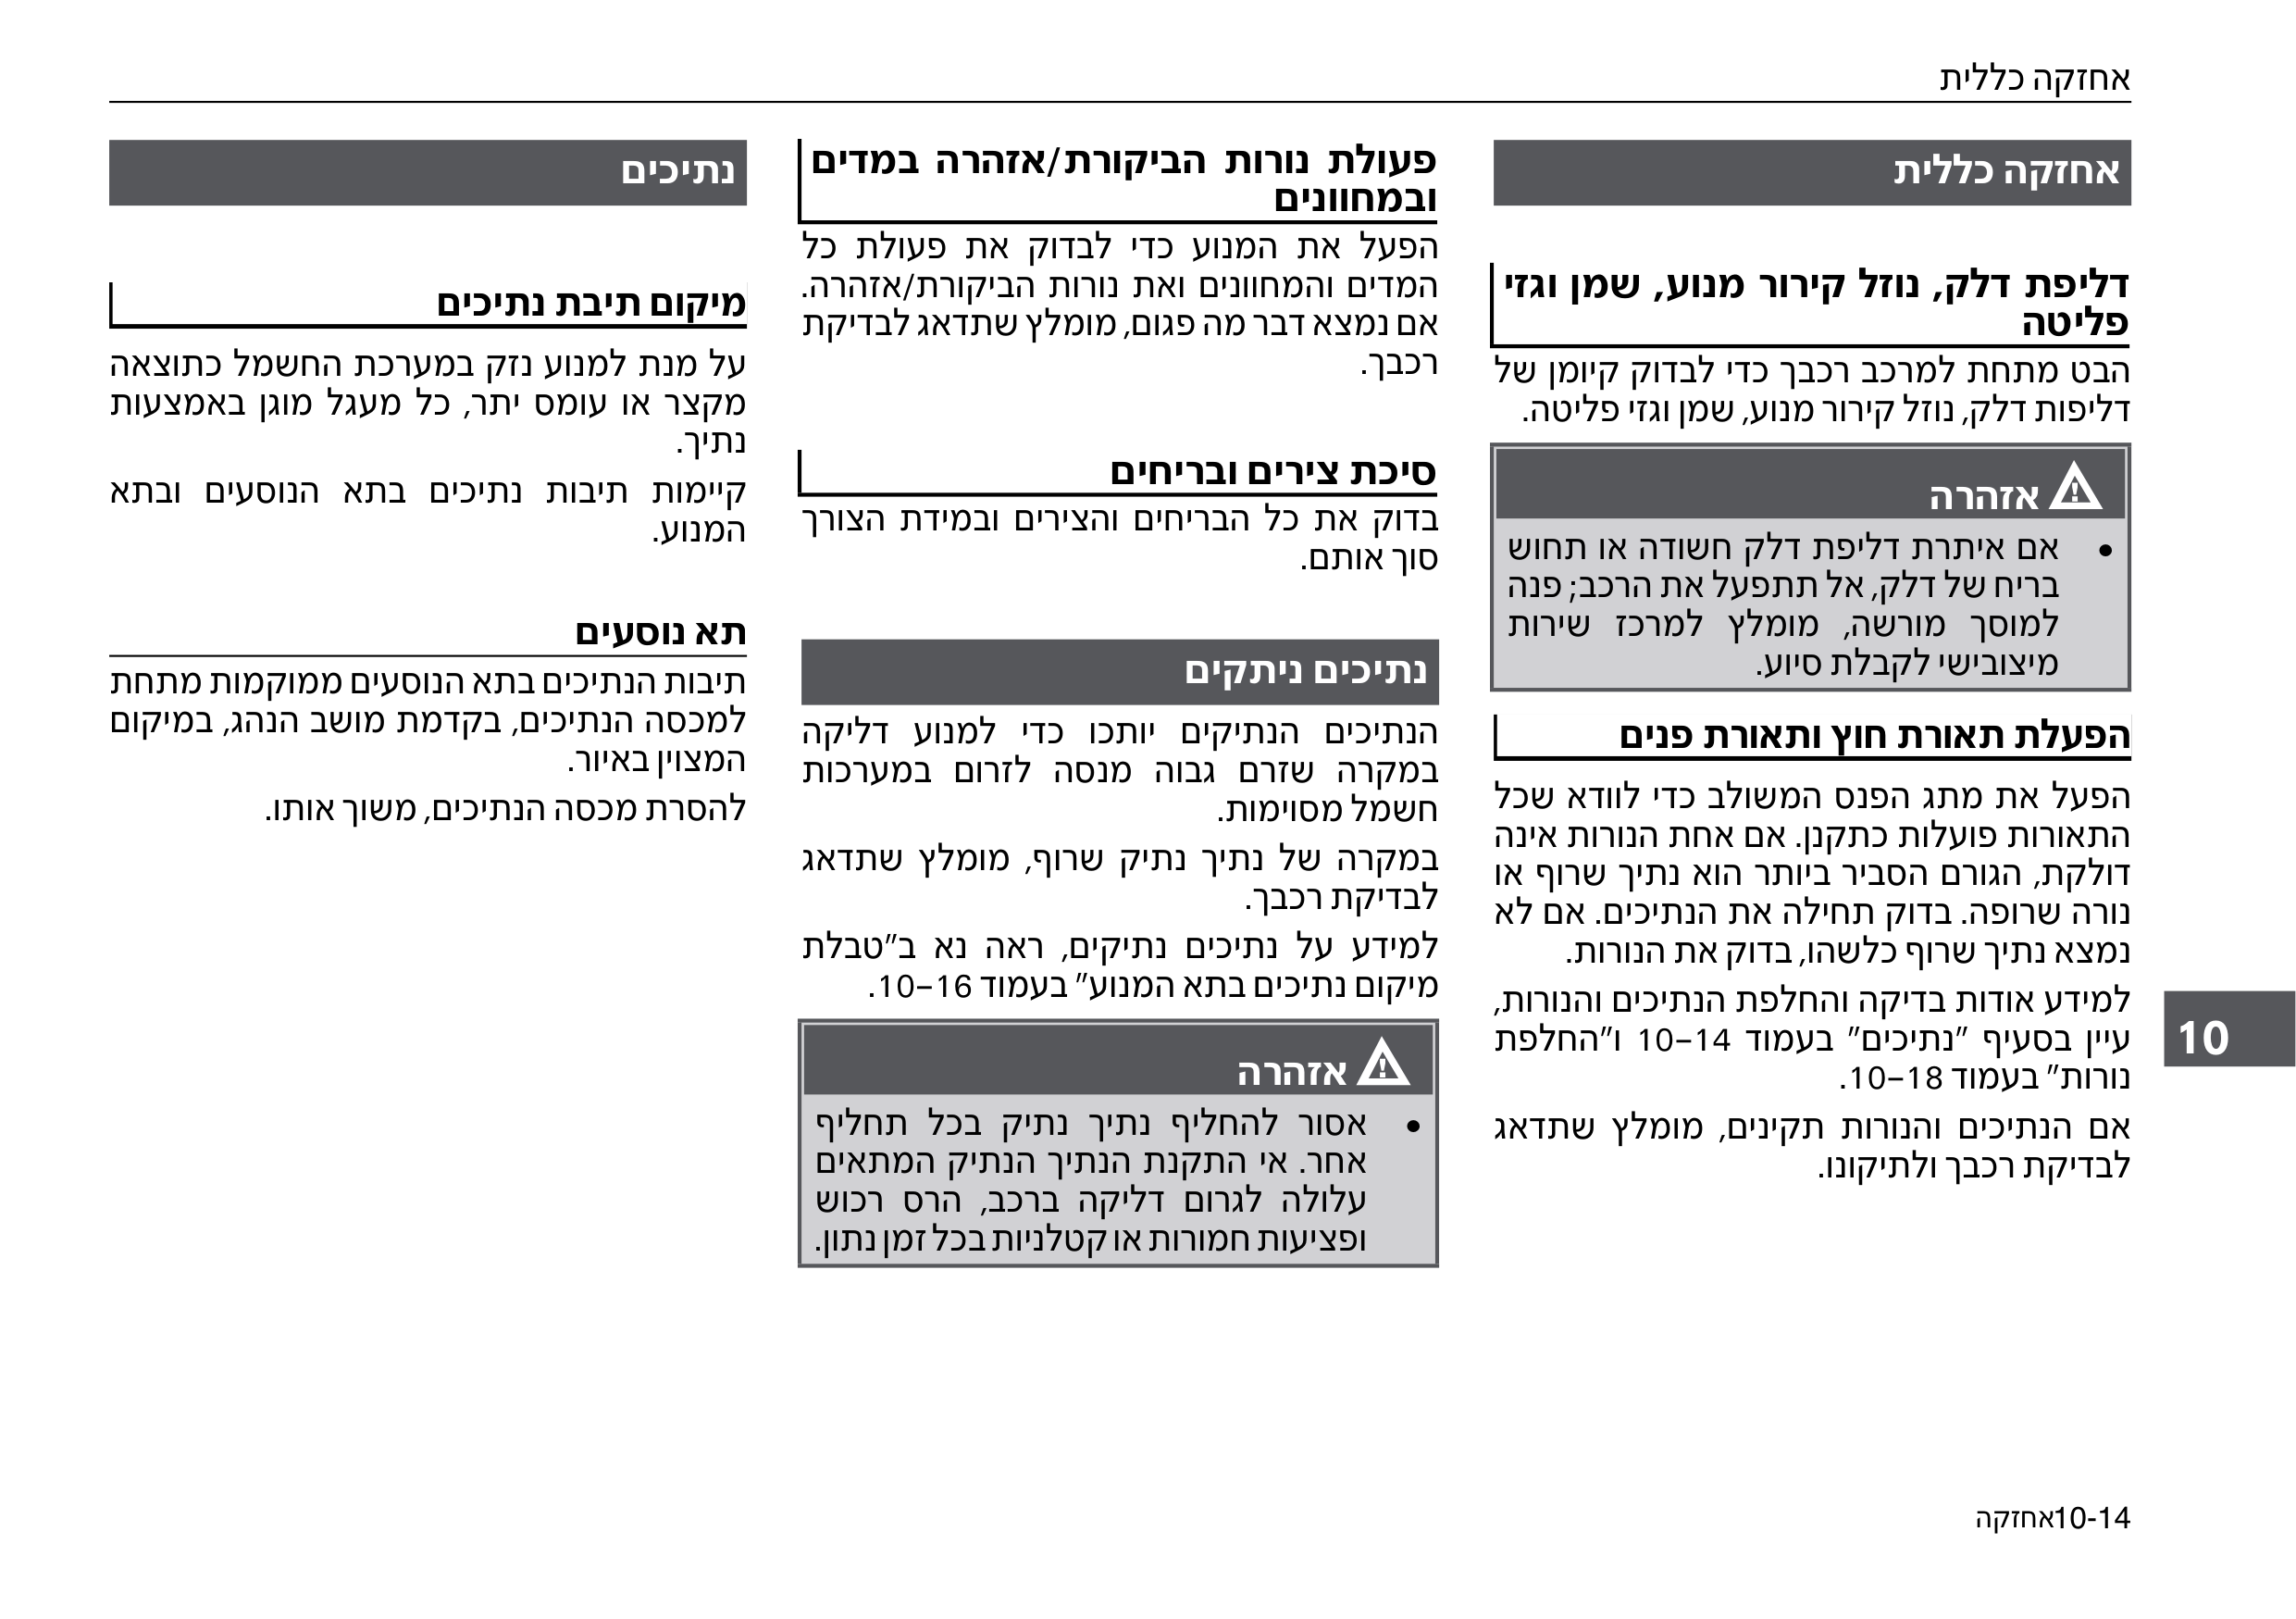 אחזקה כללית
אחזקה כללית
דליפת דלק, נוזל קירור מנוע, שמן וגזי
פליטה
הבט מתחת למרכב רכבך כדי לבדוק קיומן של
דליפות דלק, נוזל קירור מנוע, שמן וגזי פליטה.
אזהרה
• אם איתרת דליפת דלק חשודה או תחוש
בריח של דלק, אל תתפעל את הרכב; פנה
למוסך מורשה, מומלץ למרכז שירות
מיצובישי לקבלת סיוע.
הפעלת תאורת חוץ ותאורת פנים
הפעל את מתג הפנס המשולב כדי לוודא שכל
התאורות פועלות כתקנן. אם אחת הנורות אינה
דולקת, הגורם הסביר ביותר הוא נתיך שרוף או
נורה שרופה. בדוק תחילה את הנתיכים. אם לא
נמצא נתיך שרוף כלשהו, בדוק את הנורות.
למידע אודות בדיקה והחלפת הנתיכים והנורות,
עיין בסעיף "נתיכים" בעמוד 10–14 ו"החלפת
נורות" בעמוד 10–18.
אם הנתיכים והנורות תקינים, מומלץ שתדאג
לבדיקת רכבך ולתיקונו.
פעולת נורות הביקורת/אזהרה במדים
ובמחוונים
הפעל את המנוע כדי לבדוק את פעולת כל
המדים והמחוונים ואת נורות הביקורת/אזהרה.
אם נמצא דבר מה פגום, מומלץ שתדאג לבדיקת
רכבך.
סיכת צירים ובריחים
בדוק את כל הבריחים והצירים ובמידת הצורך
סוך אותם.
נתיכים ניתקים
הנתיכים הנתיקים יותכו כדי למנוע דליקה
במקרה שזרם גבוה מנסה לזרום במערכות
חשמל מסוימות.
במקרה של נתיך נתיק שרוף, מומלץ שתדאג
לבדיקת רכבך.
למידע על נתיכים נתיקים, ראה נא ב"טבלת
מיקום נתיכים בתא המנוע" בעמוד 10–16.
אזהרה
• אסור להחליף נתיך נתיק בכל תחליף
אחר. אי התקנת הנתיך הנתיק המתאים
עלולה לגרום דליקה ברכב, הרס רכוש
ופציעות חמורות או קטלניות בכל זמן נתון.
נתיכים
מיקום תיבת נתיכים
על מנת למנוע נזק במערכת החשמל כתוצאה
מקצר או עומס יתר, כל מעגל מוגן באמצעות
נתיך.
קיימות תיבות נתיכים בתא הנוסעים ובתא
המנוע.
תא נוסעים
תיבות הנתיכים בתא הנוסעים ממוקמות מתחת
למכסה הנתיכים, בקדמת מושב הנהג, במיקום
המצוין באיור.
להסרת מכסה הנתיכים, משוך אותו.
10
10-14אחזקה